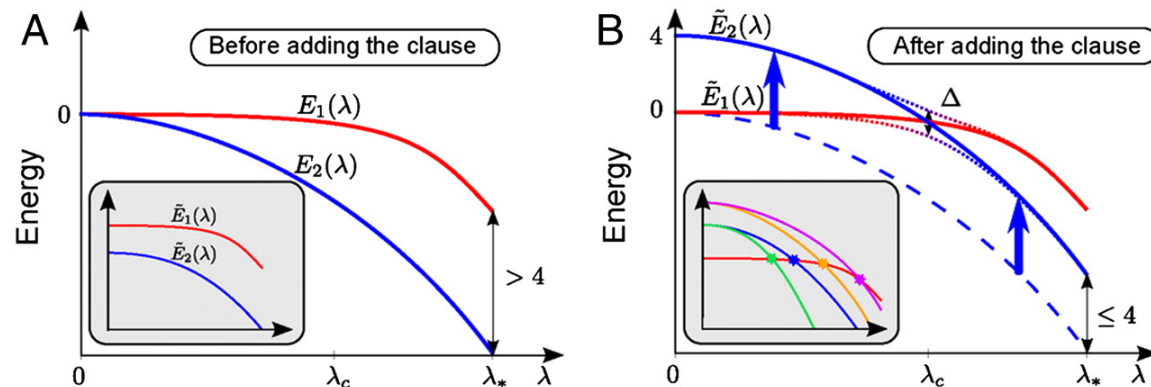 A
Before adding the clause
0
E₁(λ)
E₂(λ)
Energy
Ẽ₁(λ)
Ẽ₂(λ)
> 4
0
λc
λ*
λ
B
4
Ẽ₂(λ)
After adding the clause
0
Ẽ₁(λ)
Δ
Energy
≤ 4
0
λc
λ*
λ